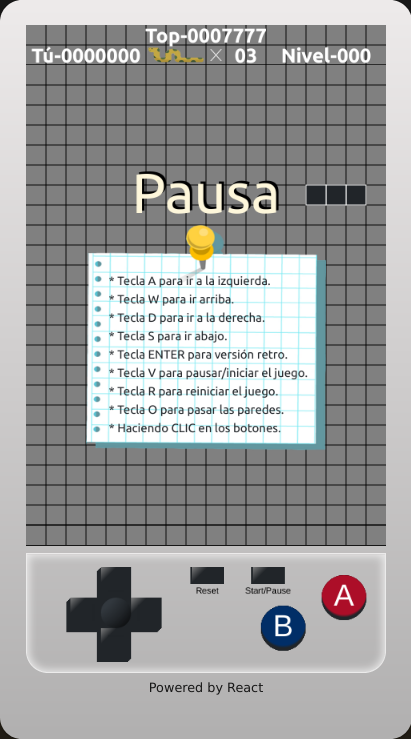 Top-0007777
Tú-0000000 × 03 Nivel-000
Pausa
* Tecla A para ir a la izquierda.
* Tecla W para ir arriba.
* Tecla D para ir a la derecha.
* Tecla S para ir abajo.
* Tecla ENTER para versión retro.
* Tecla V para pausar/iniciar el juego.
* Tecla R para reiniciar el juego.
* Tecla O para pasar las paredes.
* Haciendo CLIC en los botones.
Reset Start/Pause
A
B
Powered by React